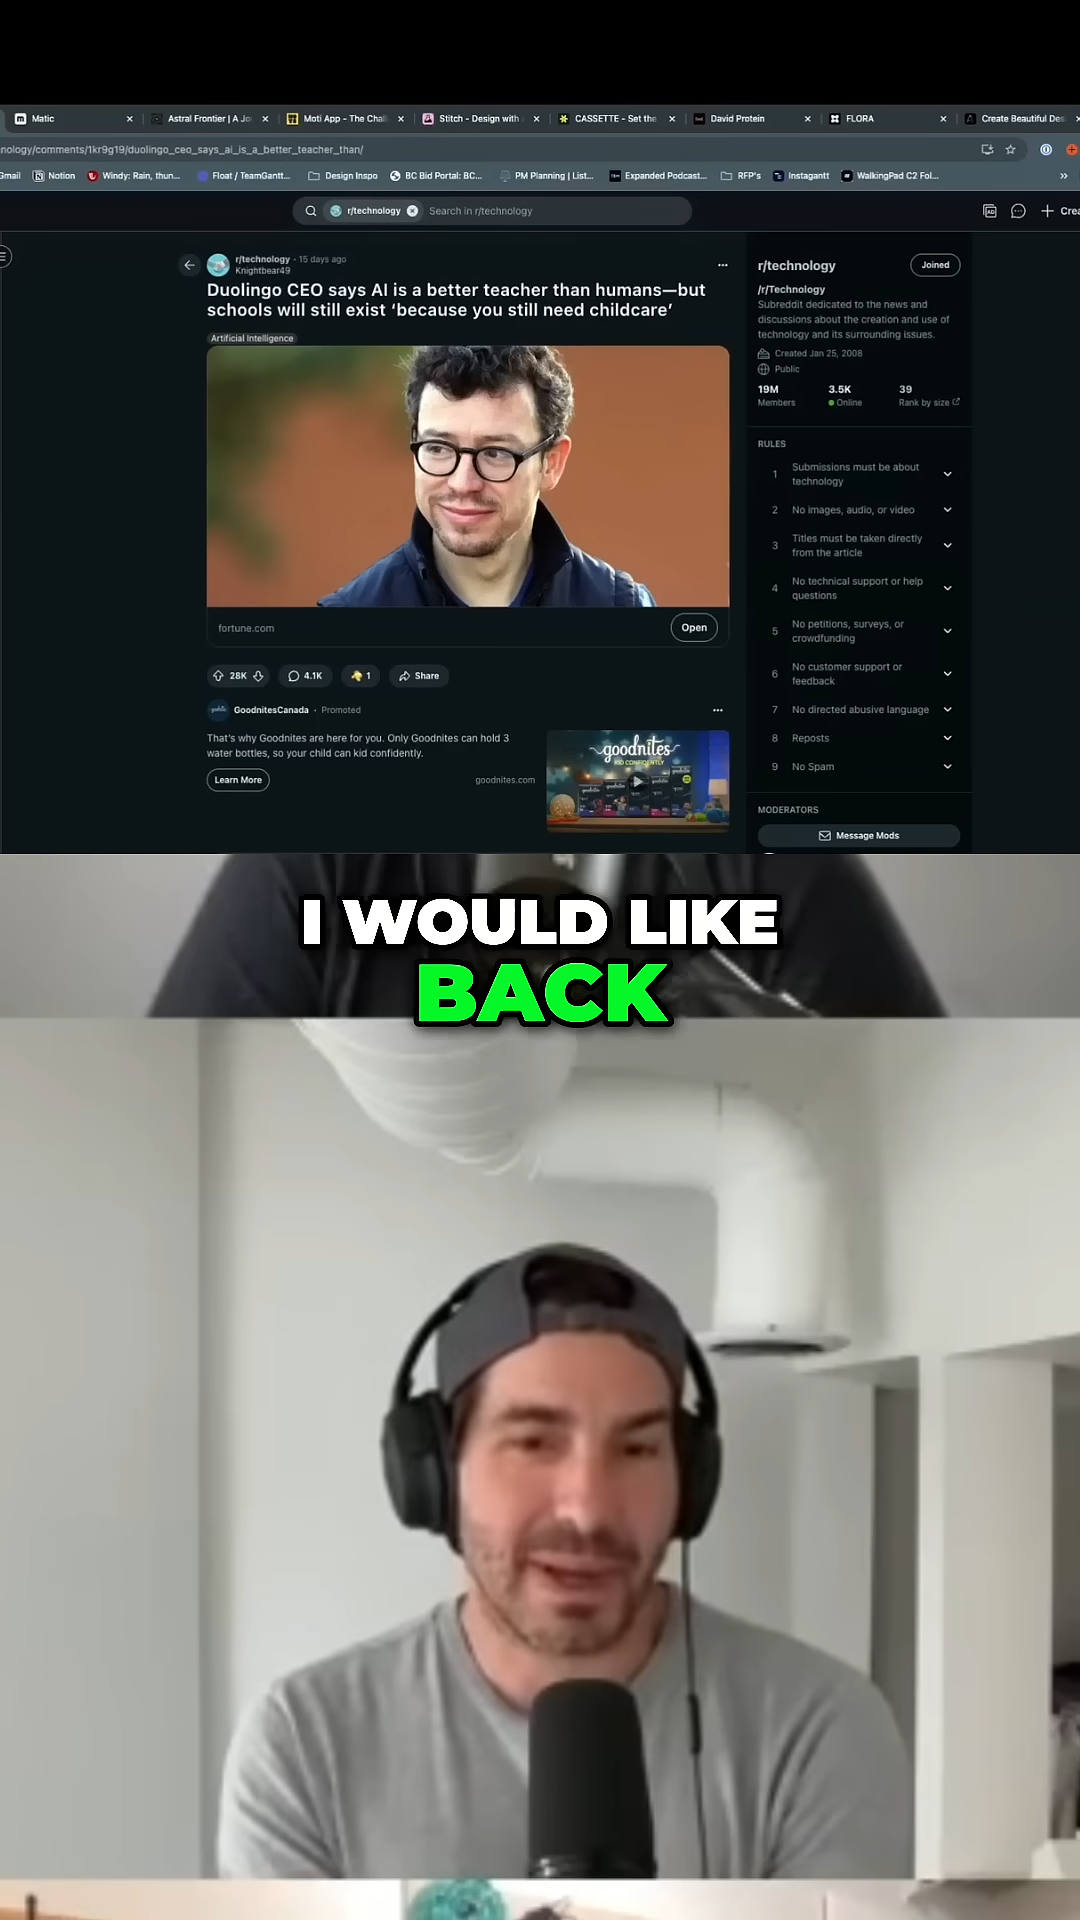 Matic
Astral Frontier | A Jo
Moti App - The Chall
Stitch - Design with
CASSETTE - Set the
David Protein
FLORA
Create Beautiful Des
nology/comments/1kr9g19/duolingo_ceo_says_ai_is_a_better_teacher_than/
Gmail
Notion
Windy: Rain, thun...
Float / TeamGantt...
Design Inspo
BC Bid Portal: BC...
PM Planning | List...
Expanded Podcast...
RFP's
Instagantt
WalkingPad C2 Fol...
r/technology
Search in r/technology
Crea
r/technology • 15 days ago
Knightbear49
Duolingo CEO says AI is a better teacher than humans—but
schools will still exist ‘because you still need childcare’
Artificial Intelligence
fortune.com
Open
28K
4.1K
1
Share
GoodnitesCanada • Promoted
That's why Goodnites are here for you. Only Goodnites can hold 3
water bottles, so your child can kid confidently.
Learn More
goodnites.com
goodnites
KID CONFIDENTLY
r/technology
Joined
/r/Technology
Subreddit dedicated to the news and
discussions about the creation and use of
technology and its surrounding issues.
Created Jan 25, 2008
Public
19M
Members
3.5K
Online
39
Rank by size
RULES
1 Submissions must be about
technology
2 No images, audio, or video
3 Titles must be taken directly
from the article
4 No technical support or help
questions
5 No petitions, surveys, or
crowdfunding
6 No customer support or
feedback
7 No directed abusive language
8 Reposts
9 No Spam
MODERATORS
Message Mods
I WOULD LIKE
BACK